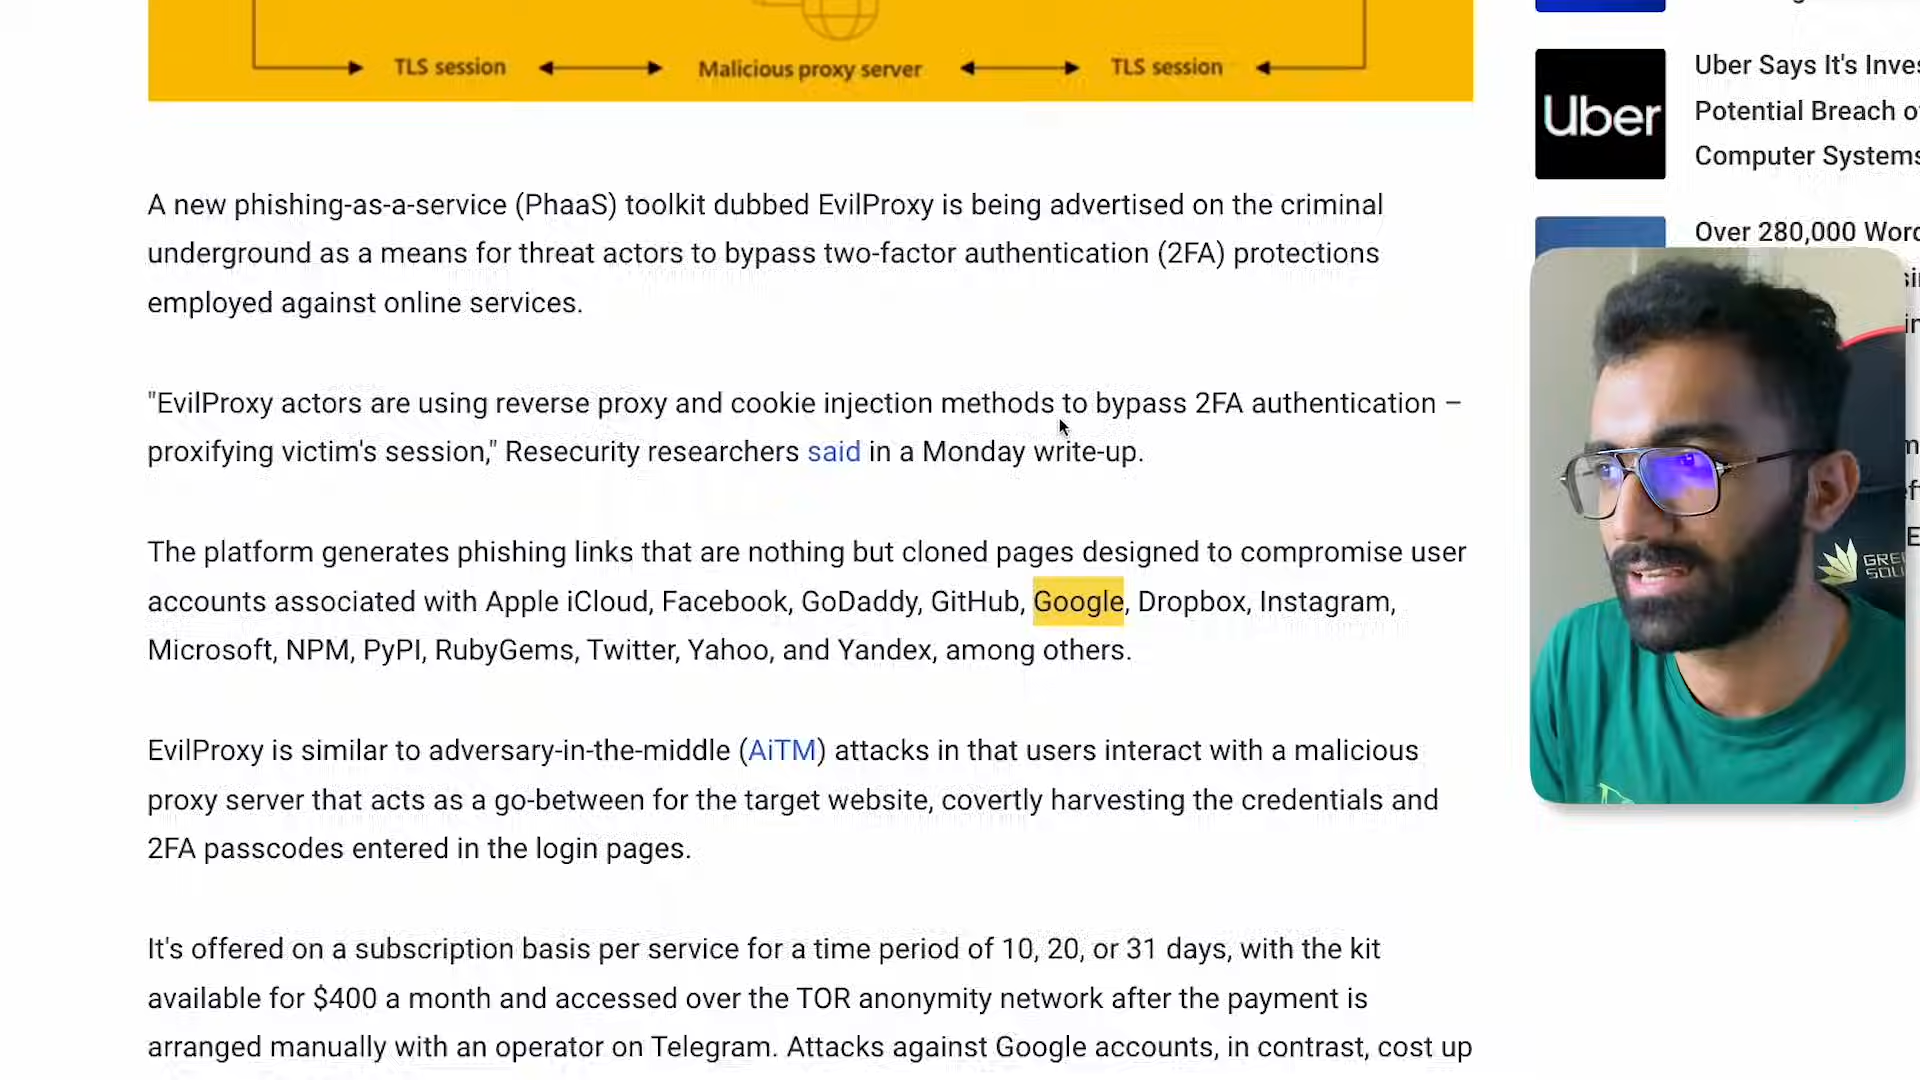 TLS session
Malicious proxy server
TLS session
A new phishing-as-a-service (PhaaS) toolkit dubbed EvilProxy is being advertised on the criminal
underground as a means for threat actors to bypass two-factor authentication (2FA) protections
employed against online services.
"EvilProxy actors are using reverse proxy and cookie injection methods to bypass 2FA authentication –
proxifying victim's session," Resecurity researchers said in a Monday write-up.
The platform generates phishing links that are nothing but cloned pages designed to compromise user
accounts associated with Apple iCloud, Facebook, GoDaddy, GitHub, Google, Dropbox, Instagram,
Microsoft, NPM, PyPI, RubyGems, Twitter, Yahoo, and Yandex, among others.
EvilProxy is similar to adversary-in-the-middle (AiTM) attacks in that users interact with a malicious
proxy server that acts as a go-between for the target website, covertly harvesting the credentials and
2FA passcodes entered in the login pages.
It's offered on a subscription basis per service for a time period of 10, 20, or 31 days, with the kit
available for $400 a month and accessed over the TOR anonymity network after the payment is
arranged manually with an operator on Telegram. Attacks against Google accounts, in contrast, cost up
Uber
Uber Says It's
Potential Breach
Computer Systems
Over 280,000